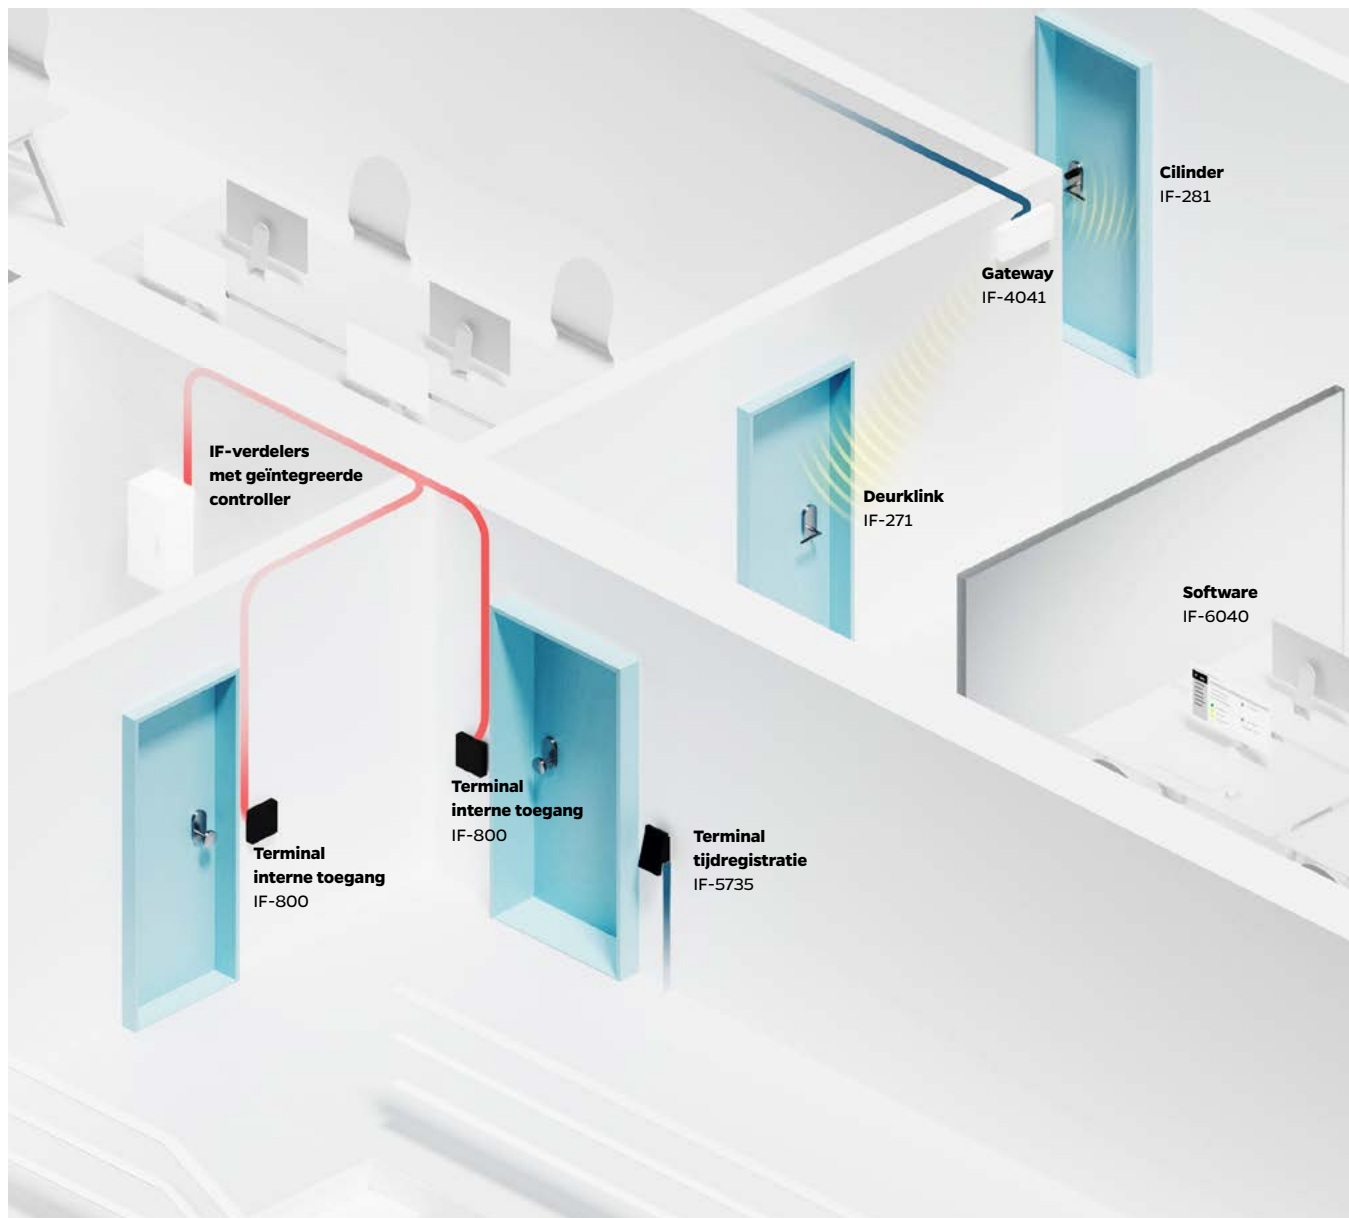 Cilinder
IF-281
Gateway
IF-4041
IF-verdelers
met geïntegreerde
controller
Deurklink
IF-271
Software
IF-6040
Terminal
interne toegang
IF-800
Terminal
interne toegang
IF-800
Terminal
tijdregistratie
IF-5735